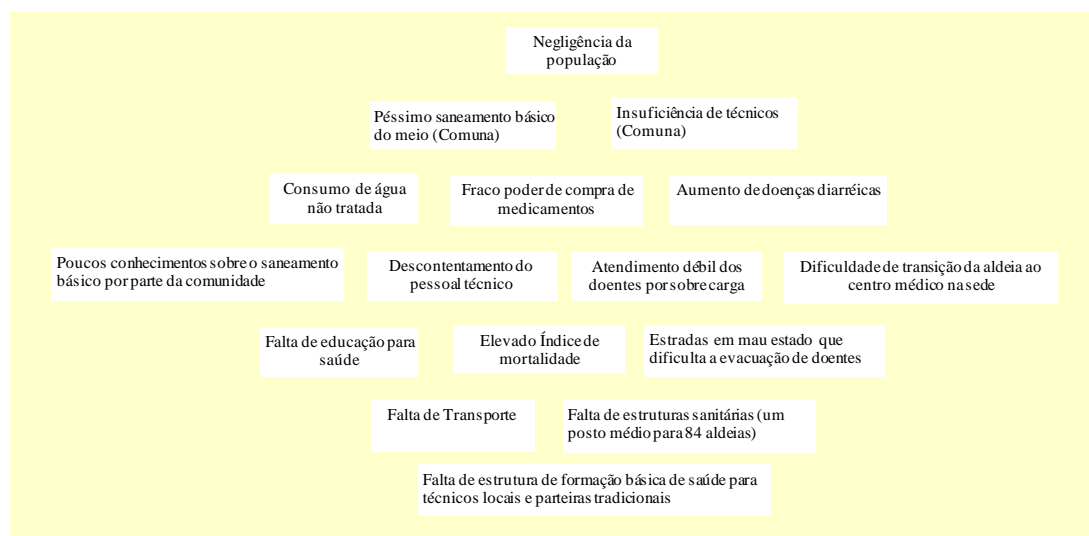 Negligência da
população
Péssimo saneamento básico
do meio (Comuna)
Insuficiência de técnicos
(Comuna)
Consumo de água
não tratada
Fraco poder de compra de
medicamentos
Aumento de doenças diarréicas
Poucos conhecimentos sobre o saneamento
básico por parte da comunidade
Descontentamento do
pessoal técnico
Atendimento débil dos
doentes por sobrecarga
Dificuldade de transição da aldeia ao
centro médico na sede
Falta de educação para
saúde
Elevado Índice de
mortalidade
Estradas em mau estado que
dificulta a evacuação de doentes
Falta de Transporte
Falta de estruturas sanitárias (um
posto médio para 84 aldeias)
Falta de estrutura de formação básica de saúde para
técnicos locais e parteiras tradicionais